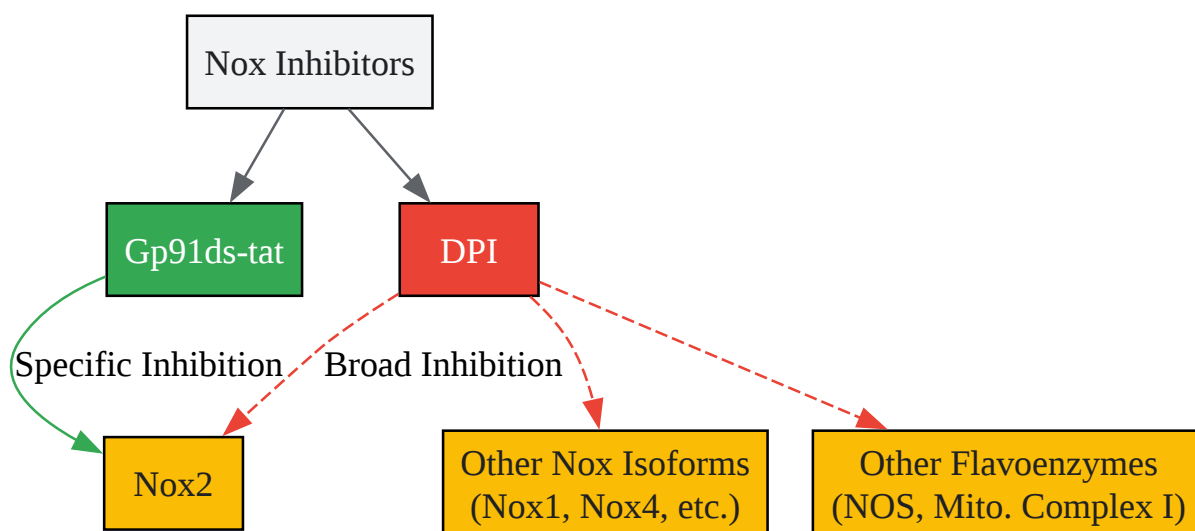 Nox Inhibitors
Gp91ds-tat
DPI
Specific Inhibition
Broad Inhibition
Nox2
Other Nox Isoforms
(Nox1, Nox4, etc.)
Other Flavoenzymes
(NOS, Mito. Complex I)